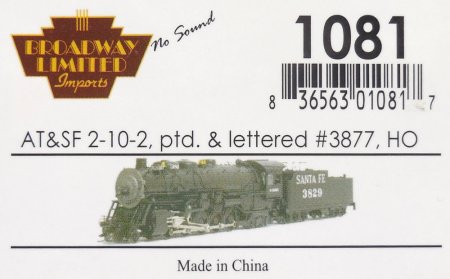 BROADWAY
LIMITED
Imports
No Sound
1081
8 36563 01081 7
AT&SF 2-10-2, ptd. & lettered #3877, HO
SANTA FE
3829
Made in China